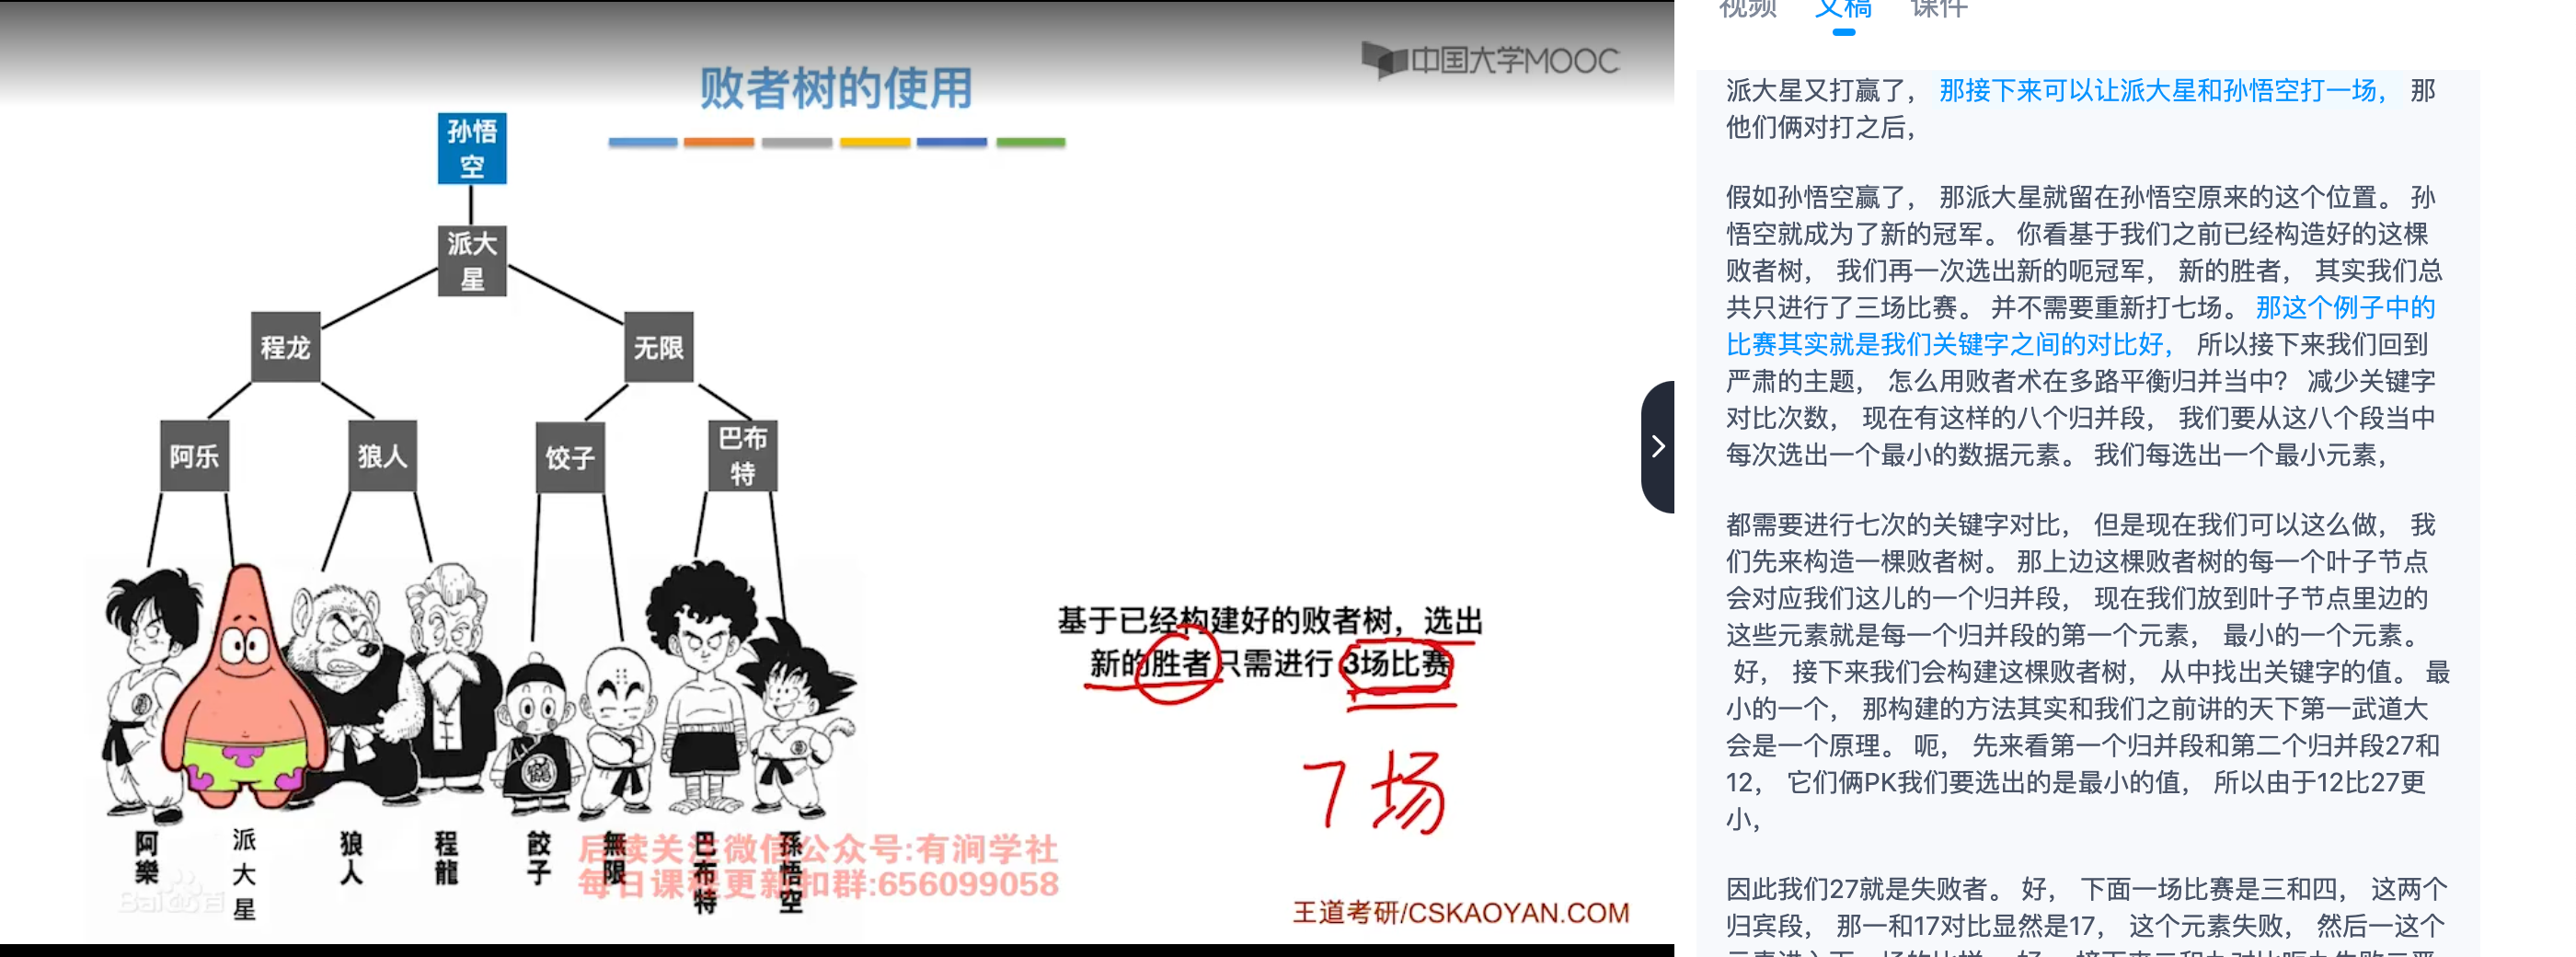 中国大学MOOC
败者树的使用
孙悟
空
派大
星
程龙
无限
阿乐
狼人
饺子
巴布
特
基于已经构建好的败者树，选出
新的胜者只需进行 3场比赛
7场
阿樂
派大星
狼人
程龍
餃子
無限
巴布特
孫悟空
后续关注微信公众号:有涧学社
每日课程更新扣群:656099058
王道考研/CSKAOYAN.COM
视频 文稿 课件
派大星又打赢了， 那接下来可以让派大星和孙悟空打一场， 那
他们俩对打之后，
假如孙悟空赢了， 那派大星就留在孙悟空原来的这个位置。 孙
悟空就成为了新的冠军。 你看基于我们之前已经构造好的这棵
败者树， 我们再一次选出新的呃冠军， 新的胜者， 其实我们总
共只进行了三场比赛。 并不需要重新打七场。 那这个例子中的
比赛其实就是我们关键字之间的对比好， 所以接下来我们回到
严肃的主题， 怎么用败者术在多路平衡归并当中? 减少关键字
对比次数， 现在有这样的八个归并段， 我们要从这八个段当中
每次选出一个最小的数据元素。 我们每选出一个最小元素，
都需要进行七次的关键字对比， 但是现在我们可以这么做， 我
们先来构造一棵败者树。 那上边这棵败者树的每一个叶子节点
会对应我们这儿的一个归并段， 现在我们放到叶子节点里边的
这些元素就是每一个归并段的第一个元素， 最小的一个元素。
好， 接下来我们会构建这棵败者树， 从中找出关键字的值。 最
小的一个， 那构建的方法其实和我们之前讲的天下第一武道大
会是一个原理。 呃， 先来看第一个归并段和第二个归并段27和
12， 它们俩PK我们要选出的是最小的值， 所以由于12比27更
小，
因此我们27就是失败者。 好， 下面一场比赛是三和四， 这两个
归宾段， 那一和17对比显然是17， 这个元素失败， 然后一这个